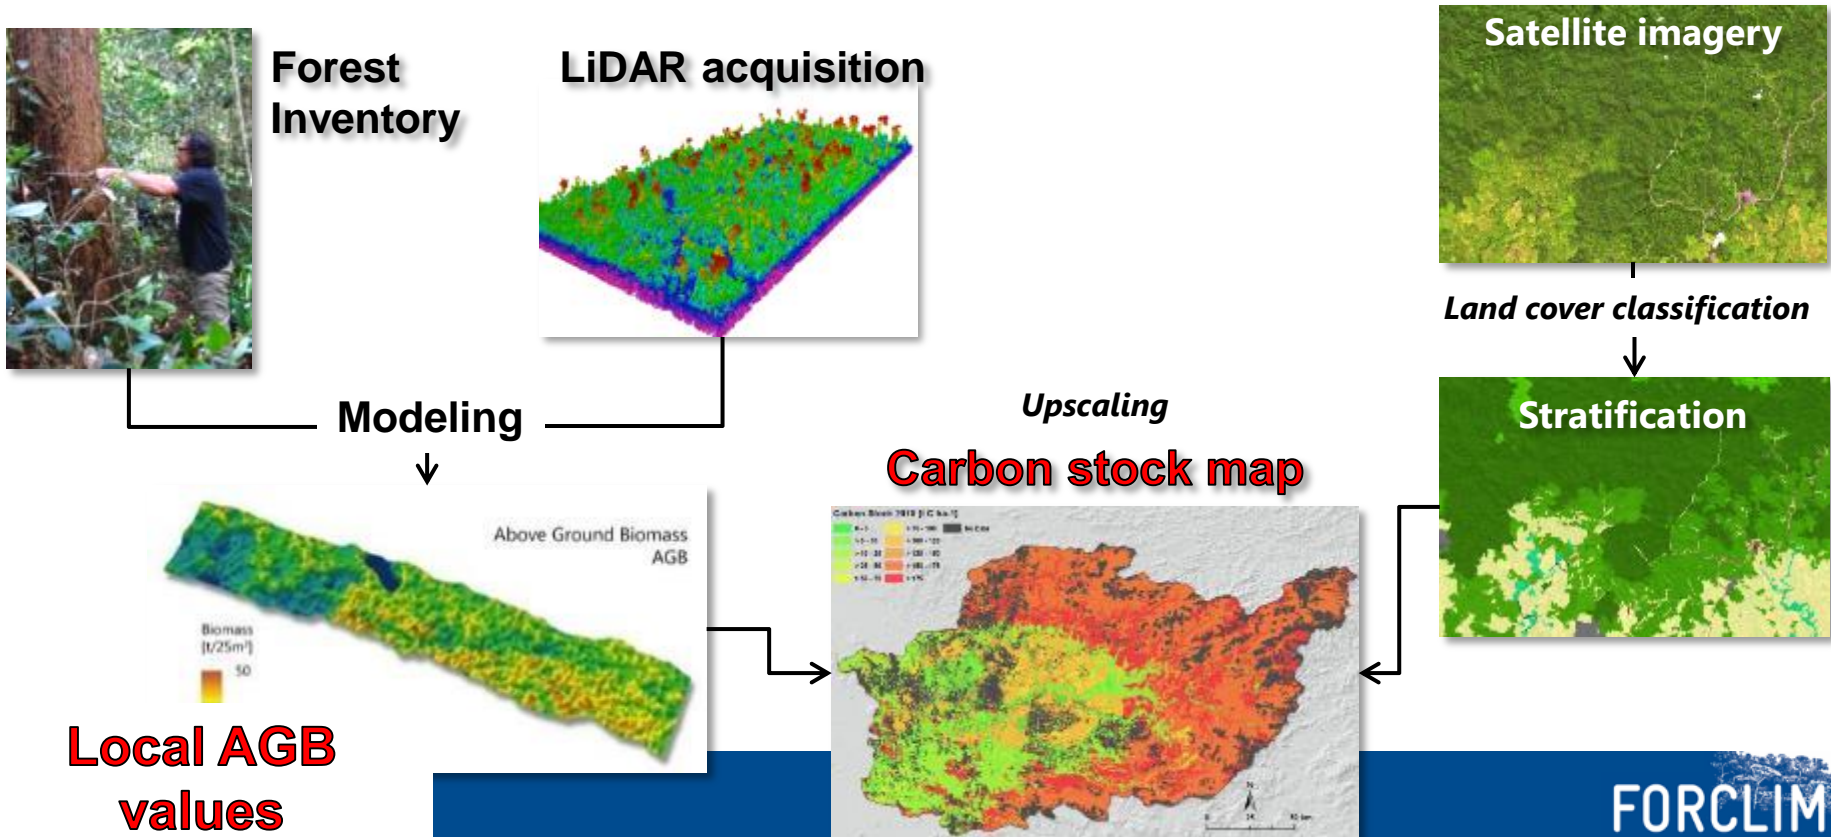 Forest
Inventory
LiDAR acquisition
Satellite imagery
Land cover classification
Modeling
Upscaling
Stratification
Carbon stock map
Above Ground Biomass
AGB
Biomass
[t/25m²]
50
Local AGB
values
N
FORCLIM